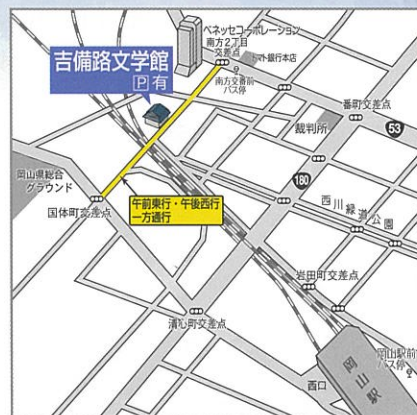 ベネッセコーポレーション
南方2丁目
交差点
トマト銀行本店
吉備路文学館
P有
南方交番前
バス停
番町交差点
53
裁判所
岡山県総合
グラウンド
180
西川緑道公園
国体町交差点
午前東行・午後西行
一方通行
岩田町交差点
清心町交差点
岡山駅前
バス停
西口
岡山駅